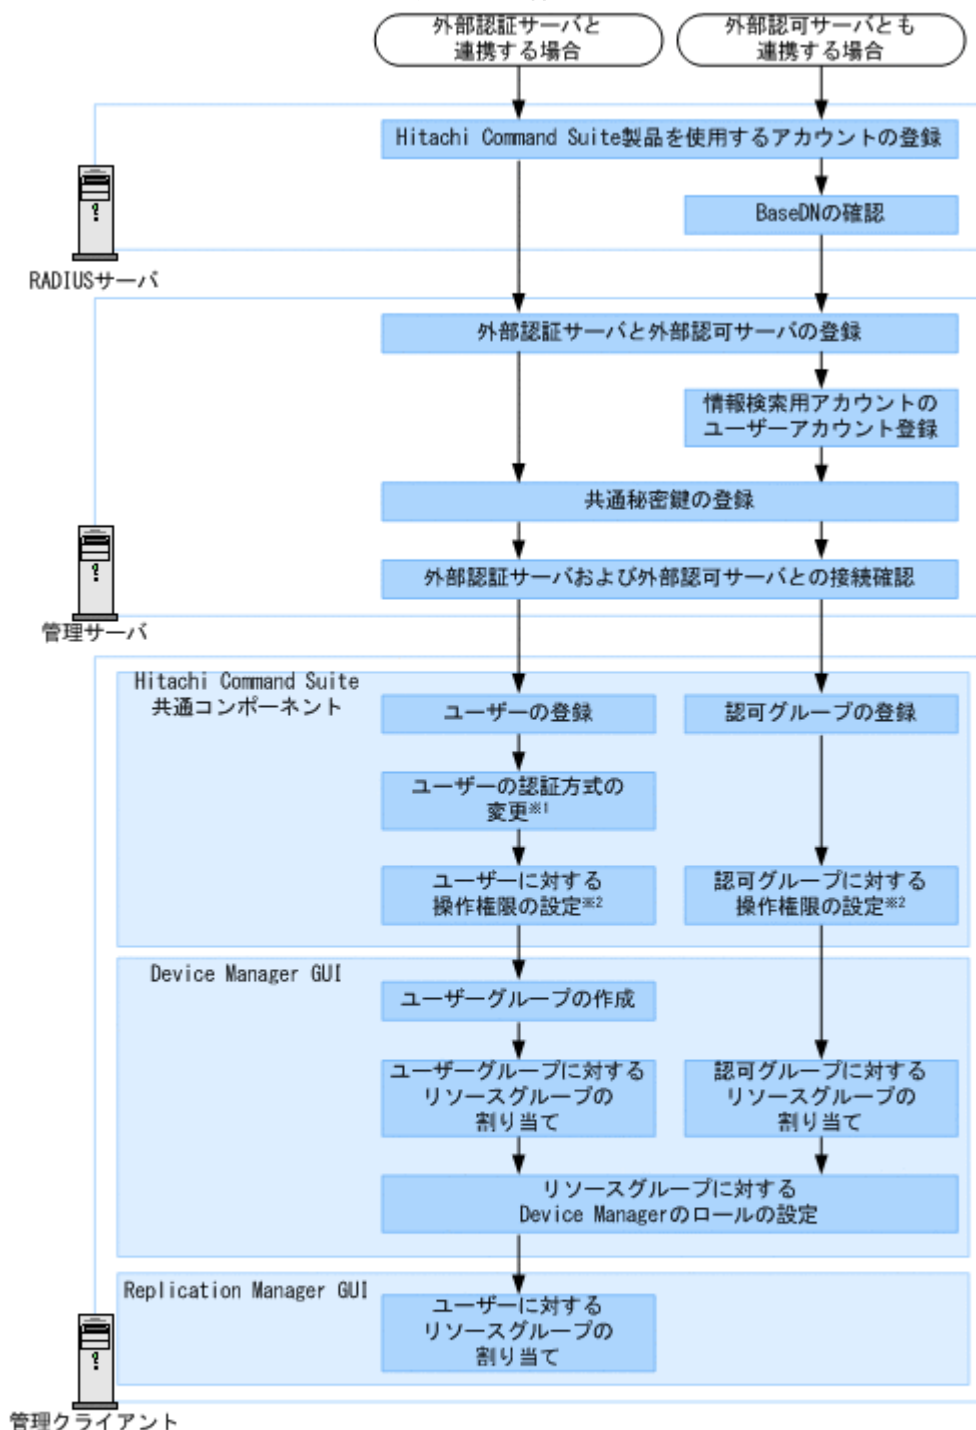 外部認証サーバと
連携する場合
外部認可サーバとも
連携する場合
Hitachi Command Suite製品を使用するアカウントの登録
BaseDNの確認
RADIUSサーバ
外部認証サーバと外部認可サーバの登録
情報検索用アカウントの
ユーザーアカウント登録
共通秘密鍵の登録
外部認証サーバおよび外部認可サーバとの接続確認
管理サーバ
Hitachi Command Suite
共通コンポーネント
ユーザーの登録
認可グループの登録
ユーザーの認証方式の
変更※1
ユーザーに対する
操作権限の設定※2
認可グループに対する
操作権限の設定※2
Device Manager GUI
ユーザーグループの作成
ユーザーグループに対する
リソースグループの
割り当て
認可グループに対する
リソースグループの
割り当て
リソースグループに対する
Device Managerのロールの設定
Replication Manager GUI
ユーザーに対する
リソースグループの
割り当て
管理クライアント